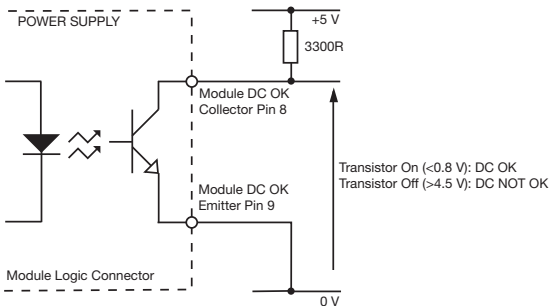 POWER SUPPLY
+5 V
3300R
Module DC OK
Collector Pin 8
Transistor On (<0.8 V): DC OK
Transistor Off (>4.5 V): DC NOT OK
Module DC OK
Emitter Pin 9
Module Logic Connector
0 V